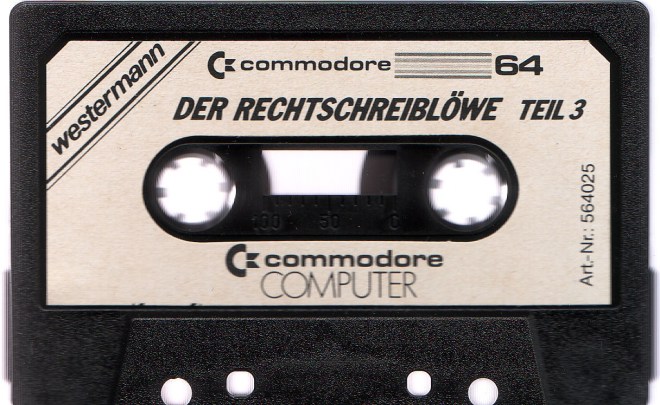 westermann
commodore 64
DER RECHTSCHREIBLÖWE TEIL 3
100 50 0
commodore
COMPUTER
Art.-Nr.: 564025